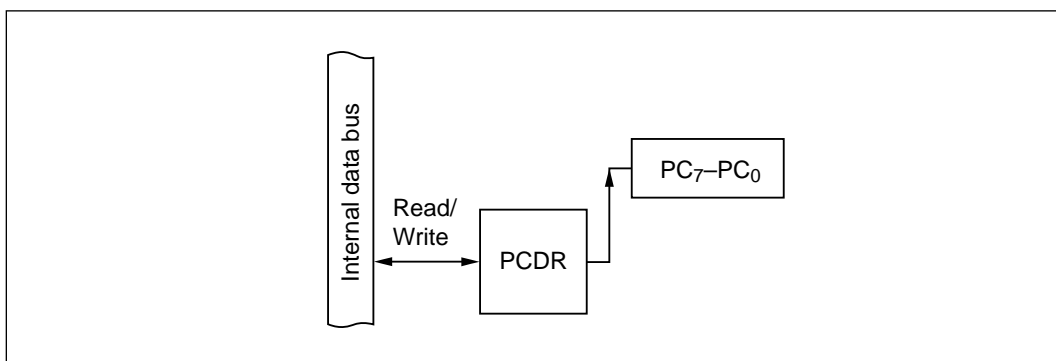 Internal data bus
Read/
Write
PCDR
PC₇–PC₀